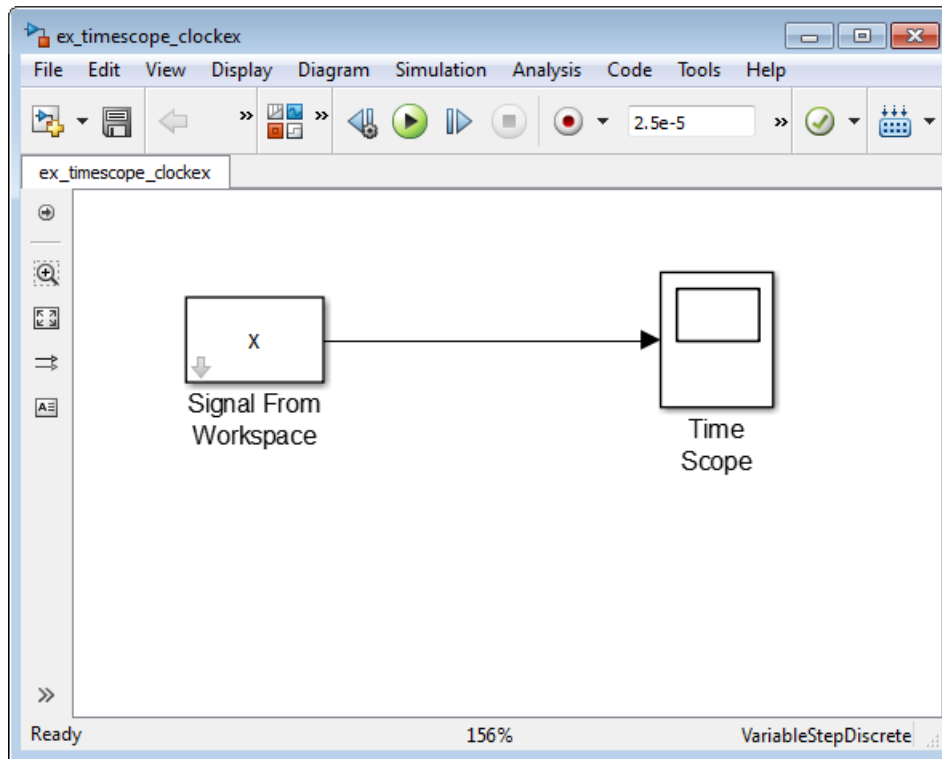 ex_timescope_clockex
File Edit View Display Diagram Simulation Analysis Code Tools Help
» » 2.5e-5 »
ex_timescope_clockex
X
Signal From
Workspace
Time
Scope
A
»
Ready 156% VariableStepDiscrete